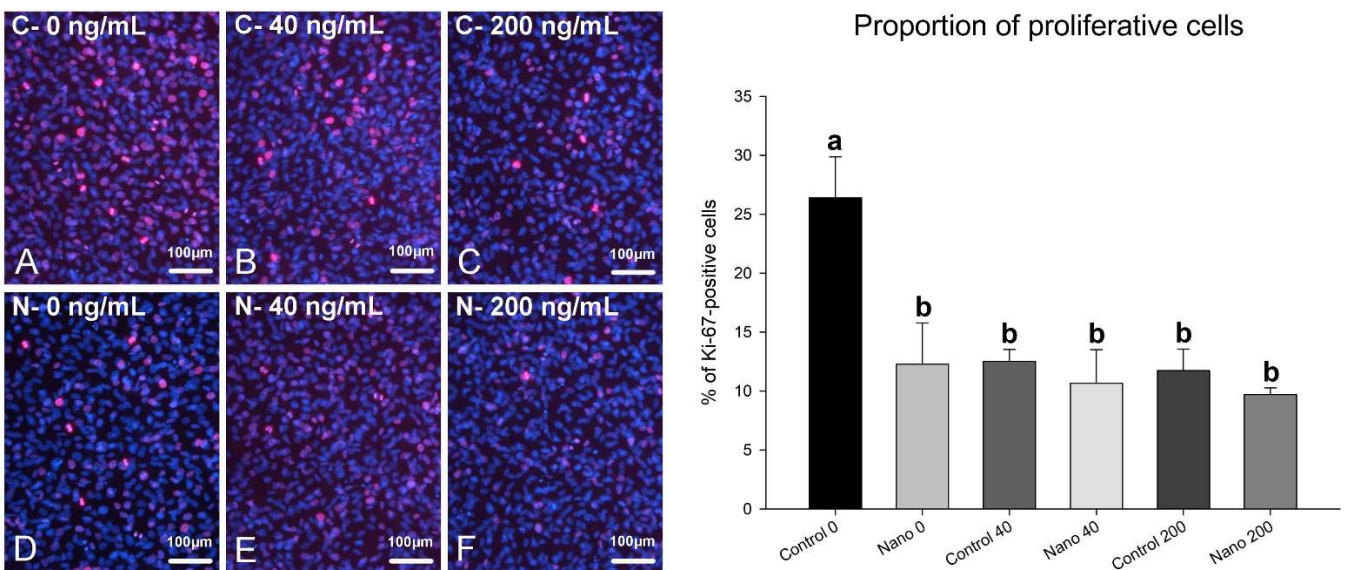 C- 0 ng/mL
A
100µm
C- 40 ng/mL
B
100µm
C- 200 ng/mL
C
100µm
N- 0 ng/mL
D
100µm
N- 40 ng/mL
E
100µm
N- 200 ng/mL
F
100µm
Proportion of proliferative cells
% of Ki-67-positive cells
35
30
25
20
15
10
5
0
a
b
b
b
b
b
Control 0
Nano 0
Control 40
Nano 40
Control 200
Nano 200